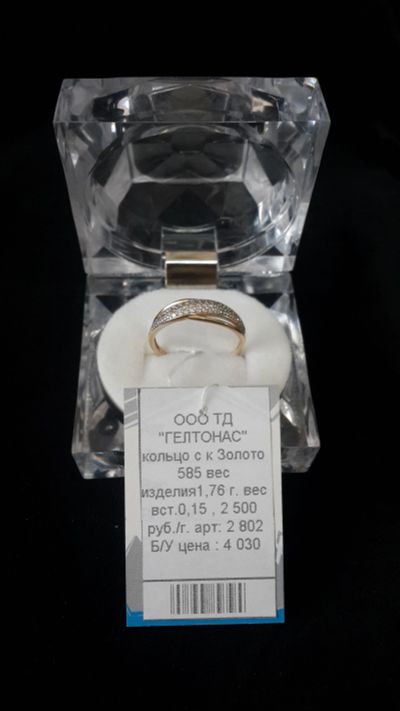 ООО ТД
"ГЕЛТОНАС"
кольцо с к Золото
585 вес
изделия1,76 г. вес
вст.0,15 , 2 500
руб./г. арт: 2 802
Б/У цена : 4 030